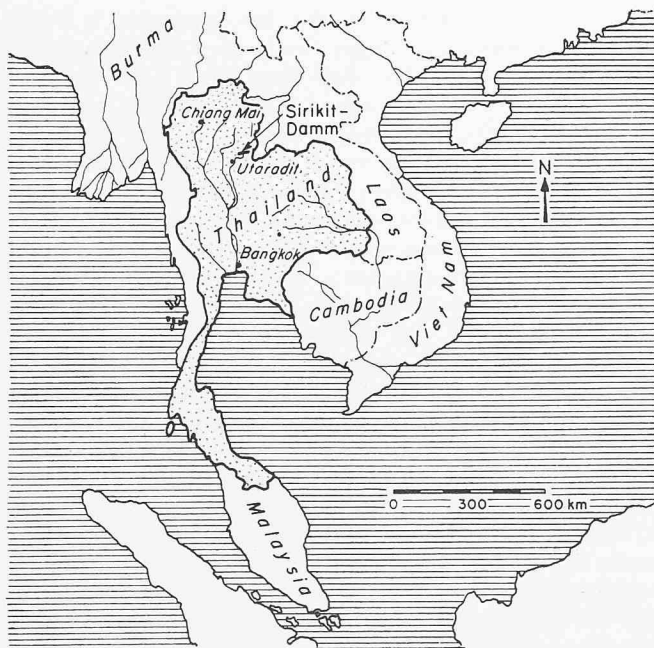 Burma
Chiang Mai
Sirikit-
Damm
Utaradit
Thailand
Laos
N
Bangkok
Cambodia
Viet Nam
0 300 600 km
Malaysia